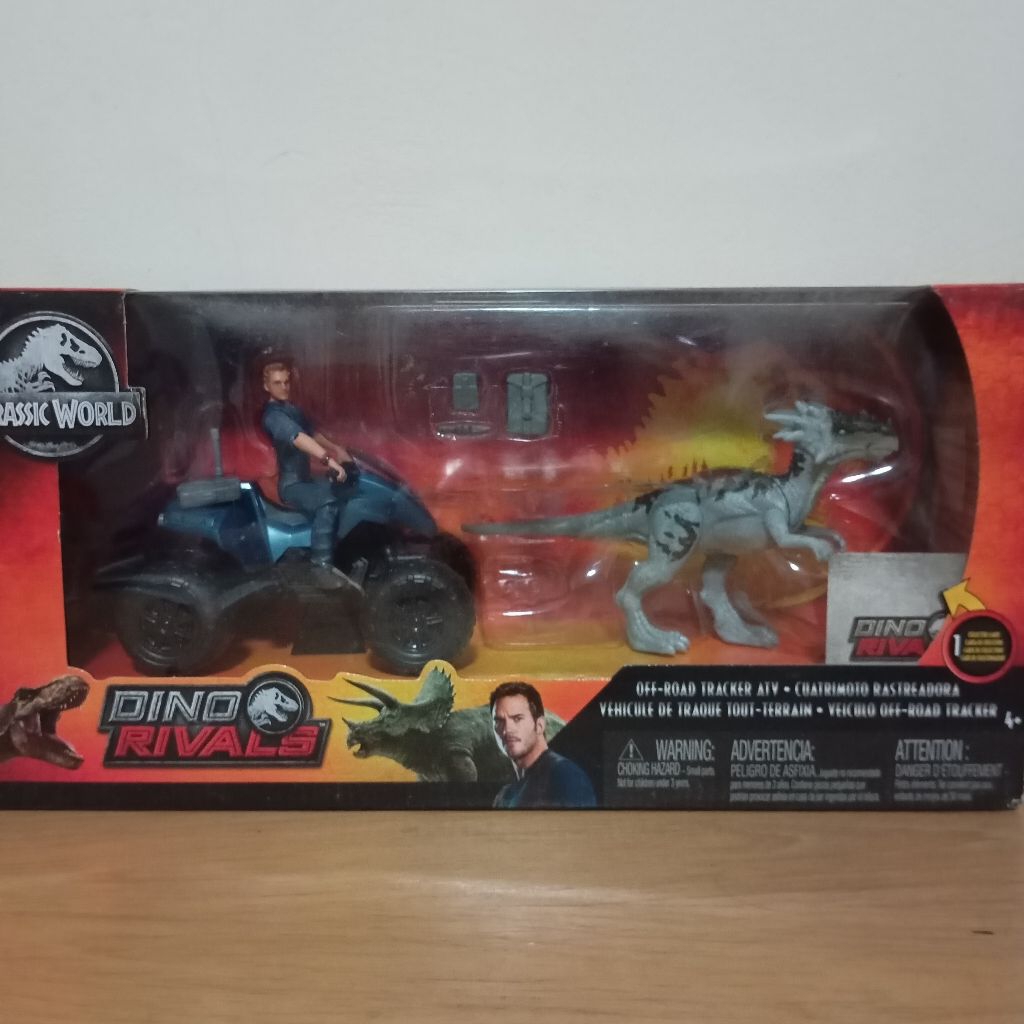 RASSIC WORLD
DINO
RIVALS
DINO
RIVA
1
OFF-ROAD TRACKER ATV • CUATRIMOTO RASTREADORA
VÉHICULE DE TRAQUE TOUT-TERRAIN • VEICULO OFF-ROAD TRACKER
4+
WARNING:
CHOKING HAZARD - Small parts.
Not for children under 3 years.
ADVERTENCIA:
PELIGRO DE ASFIXIA.
ATTENTION :
DANGER D'ÉTOUFFEMENT